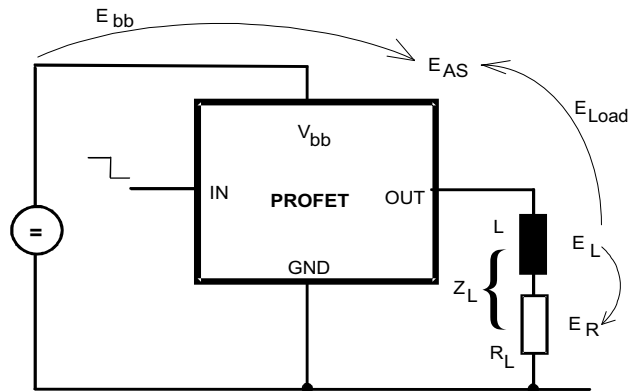 E bb
E AS
E Load
V bb
IN
PROFET
OUT
=
L
GND
E L
Z L
{
E R
R L